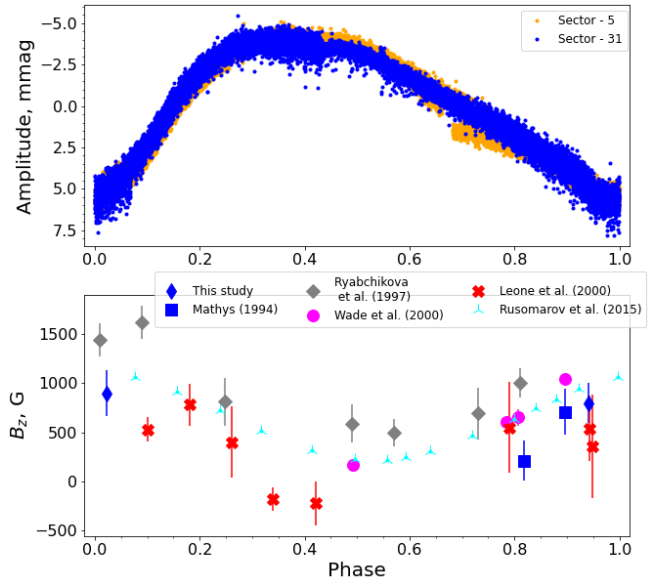 −5.0
−2.5
0.0
2.5
5.0
7.5
Amplitude, mmag
Sector - 5
Sector - 31
0.0 0.2 0.4 0.6 0.8 1.0
Phase
This study
Mathys (1994)
Ryabchikova
et al. (1997)
Wade et al. (2000)
Leone et al. (2000)
Rusomarov et al. (2015)
1500
1000
500
0
−500
Bz, G
0.0 0.2 0.4 0.6 0.8 1.0
Phase